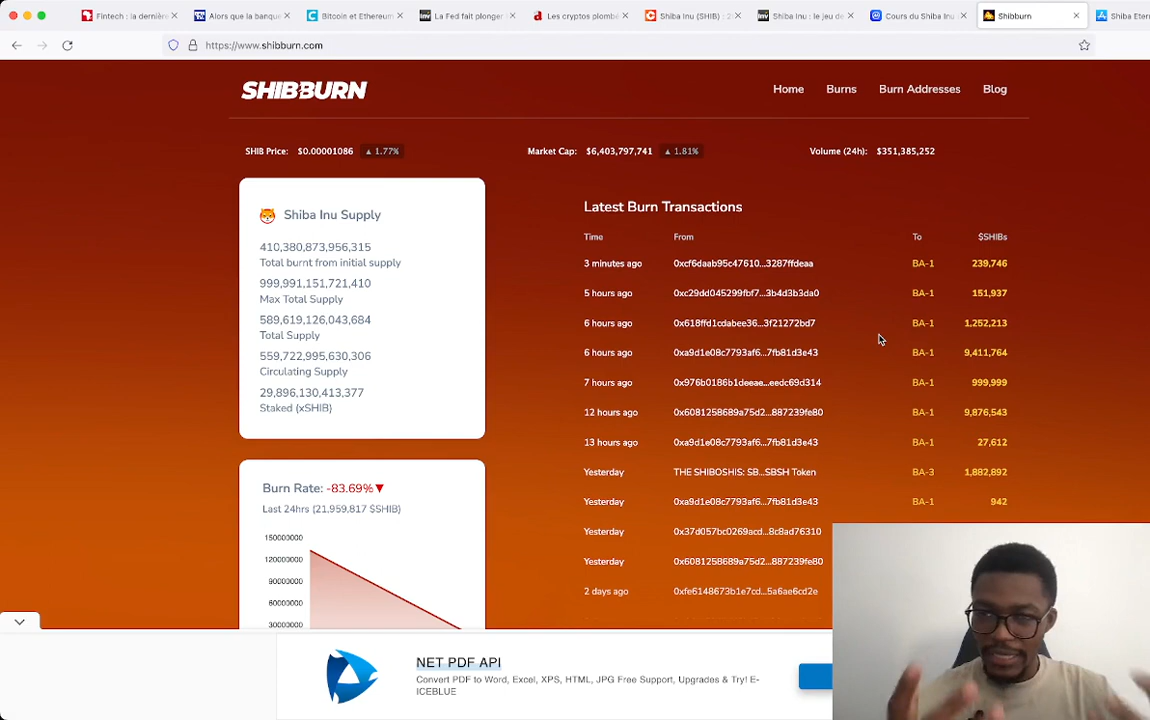 Fintech : la dernière
Alors que la banque
Bitcoin et Ethereum
La Fed fait plonger l
Les cryptos plombé
Shiba Inu (SHIB) : 2
Shiba Inu : le jeu de
Cours du Shiba Inu
Shibburn
Shiba Eter
https://www.shibburn.com
SHIBBURN
Home
Burns
Burn Addresses
Blog
SHIB Price: $0.00001086 ▲ 1.77%
Market Cap: $6,403,797,741 ▲ 1.81%
Volume (24h): $351,385,252
Shiba Inu Supply
410,380,873,956,315
Total burnt from initial supply
999,991,151,721,410
Max Total Supply
589,619,126,043,684
Total Supply
559,722,995,630,306
Circulating Supply
29,896,130,413,377
Staked (xSHIB)
Burn Rate: -83.69%▼
Last 24hrs (21,959,817 $SHIB)
150000000
120000000
90000000
60000000
30000000
Latest Burn Transactions
Time From To $SHIBs
3 minutes ago 0xcf6daab95c47610...3287ffdeaa BA-1 239,746
5 hours ago 0xc29dd045299fbf7...3b4d3b3da0 BA-1 151,937
6 hours ago 0x618ffd1cdabee36...3f21272bd7 BA-1 1,252,213
6 hours ago 0xa9d1e08c7793af6...7fb81d3e43 BA-1 9,411,764
7 hours ago 0x976b0186b1deeae...eedc69d314 BA-1 999,999
12 hours ago 0x6081258689a75d2...887239fe80 BA-1 9,876,543
13 hours ago 0xa9d1e08c7793af6...7fb81d3e43 BA-1 27,612
Yesterday THE SHIBOSHIS: SB...SBSH Token BA-3 1,882,892
Yesterday 0xa9d1e08c7793af6...7fb81d3e43 BA-1 942
Yesterday 0x37d057bc0269acd...8c8ad76310
Yesterday 0x6081258689a75d2...887239fe80
2 days ago 0xfe6148673b1e7cd...5a6ae6cd2e
NET PDF API
Convert PDF to Word, Excel, XPS, HTML, JPG Free Support, Upgrades & Try! E-
ICEBLUE